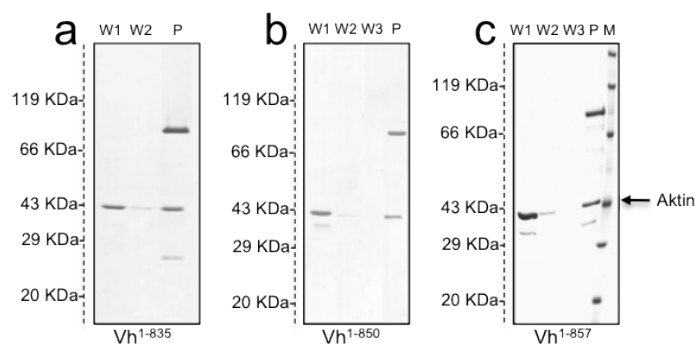 a W1 W2 P
119 KDa-
66 KDa-
43 KDa-
29 KDa-
20 KDa-
Vh1-835
b W1 W2 W3 P
119 KDa-
66 KDa-
43 KDa-
29 KDa-
20 KDa-
Vh1-850
c W1 W2 W3 P M
119 KDa-
66 KDa-
43 KDa-
29 KDa-
20 KDa-
Aktin
Vh1-857